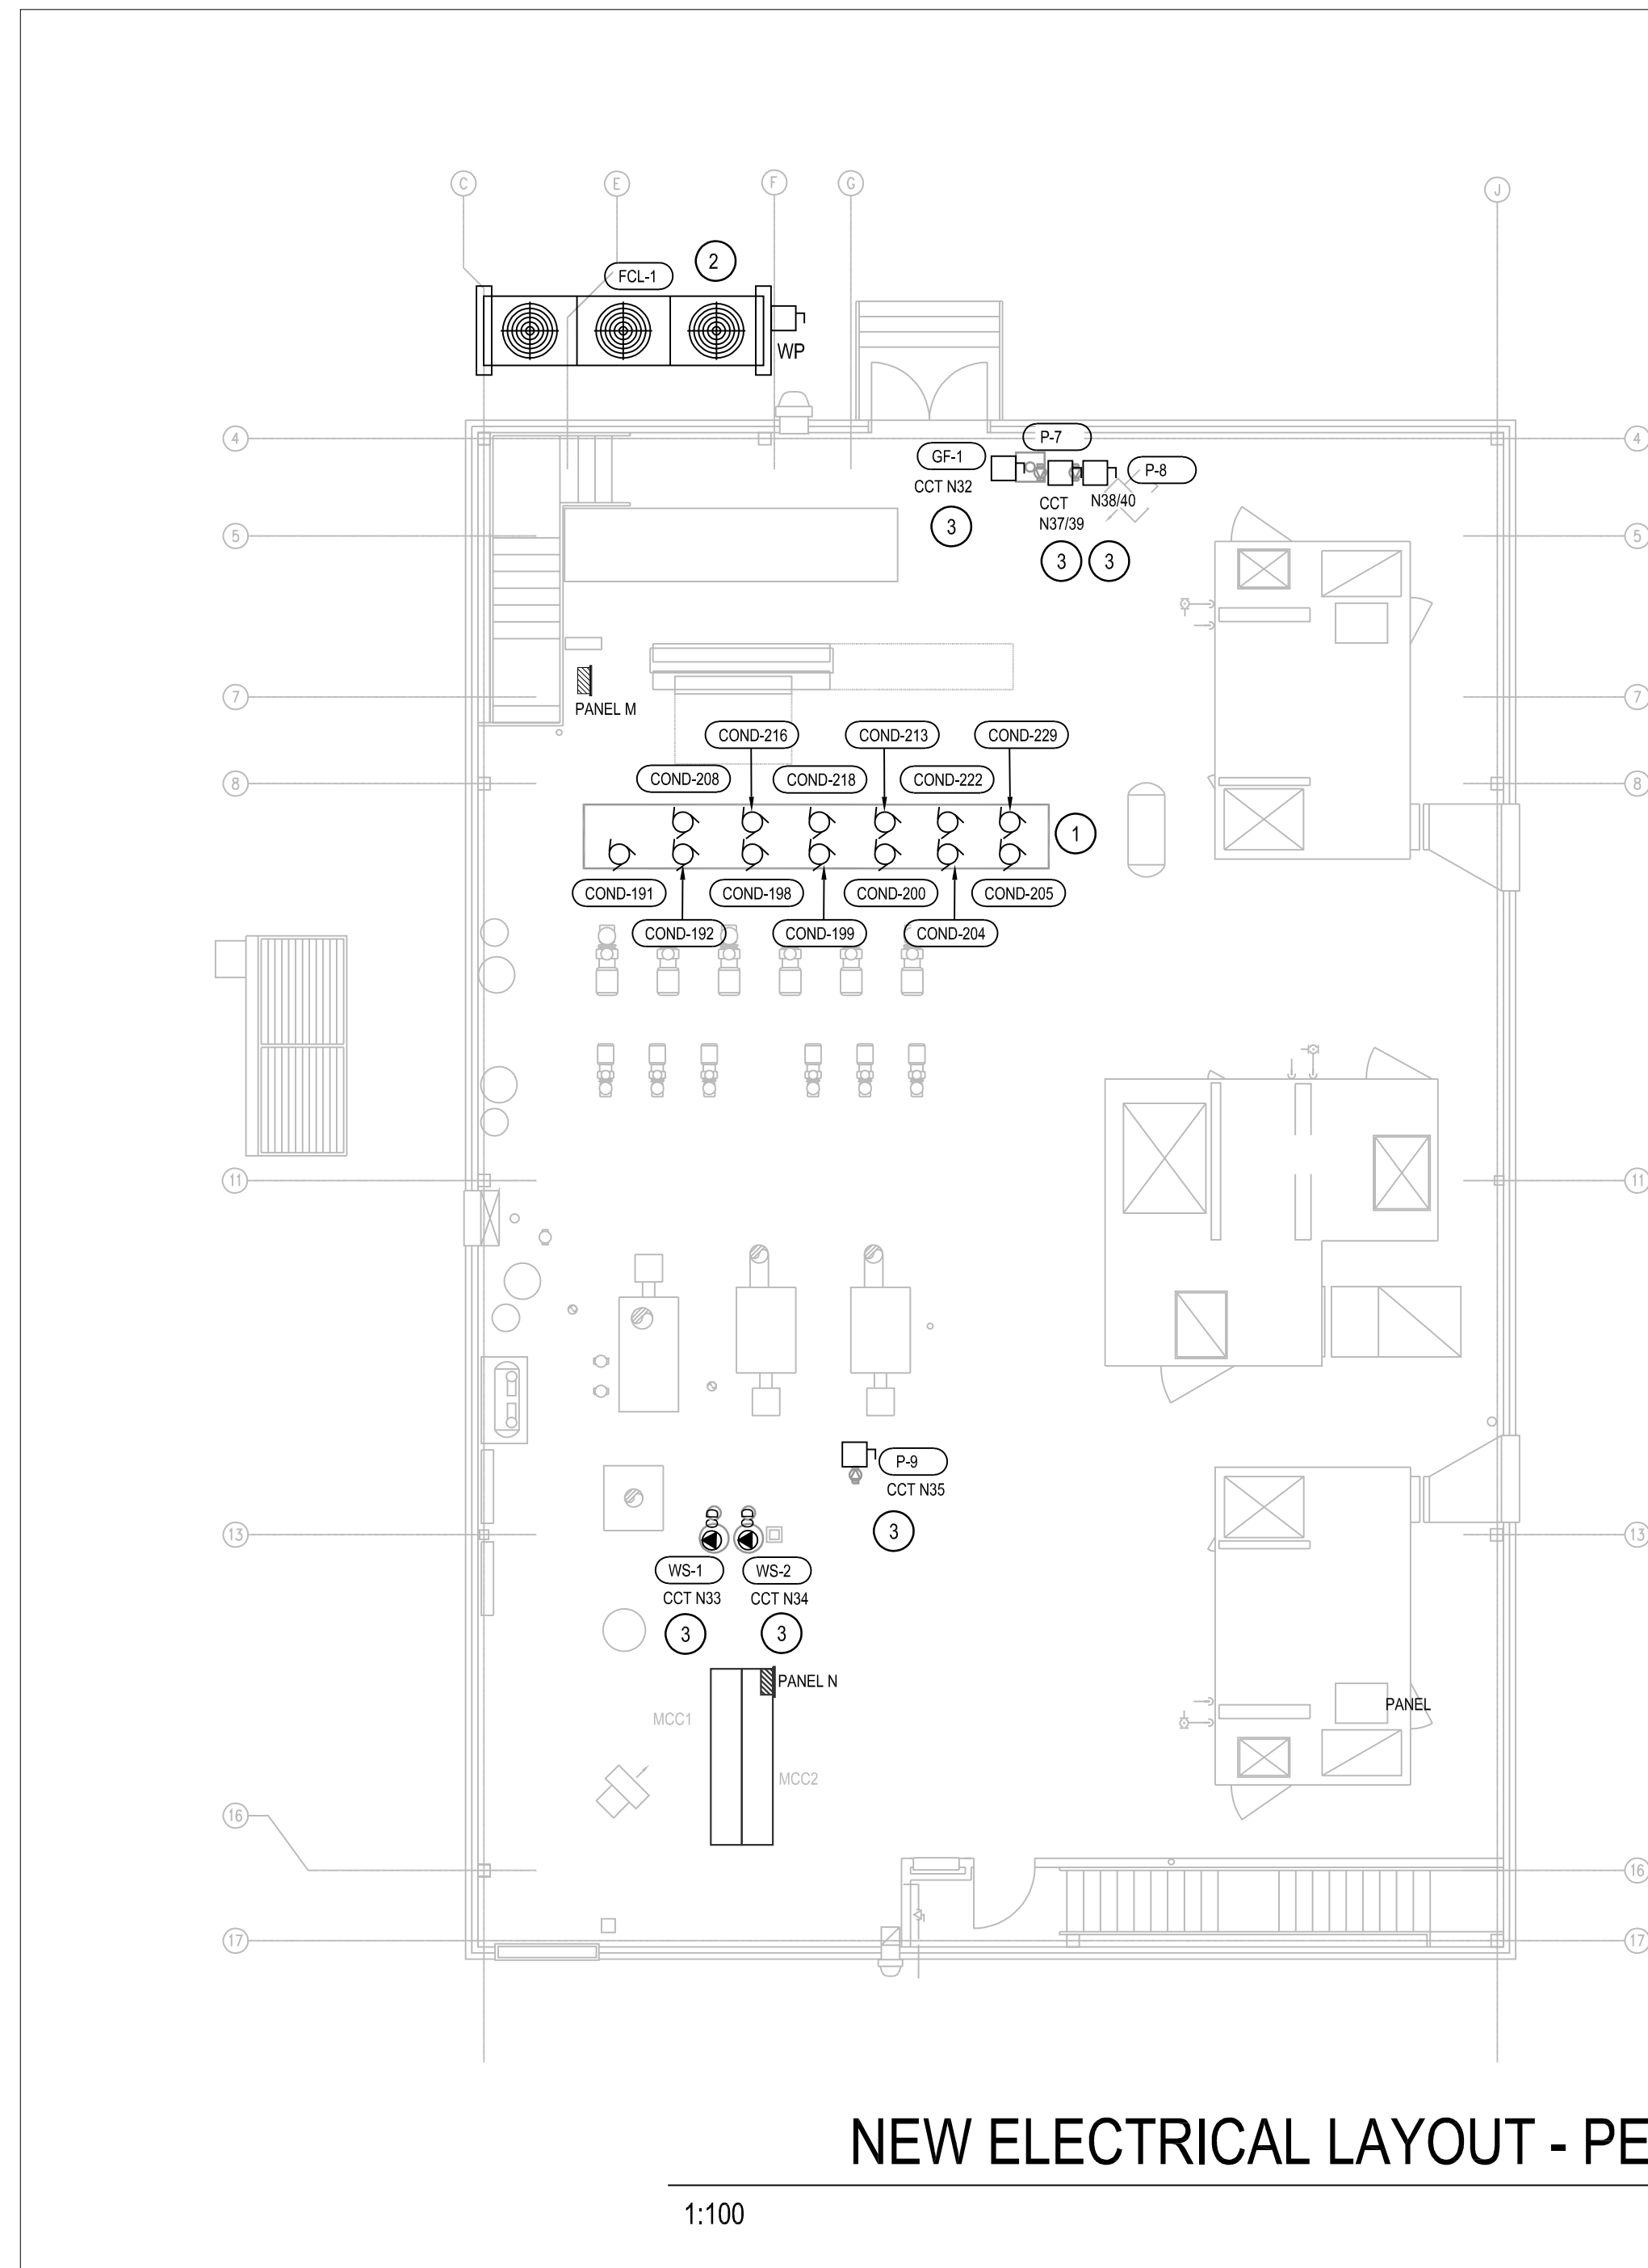 C
E
F
G
J
FCL-1
2
WP
4
4
P-7
GF-1
P-8
CCT N32
CCT
N37/39
N38/40
3
5
5
3
3
7
7
PANEL M
COND-216
COND-213
COND-229
COND-208
COND-218
COND-222
8
8
1
COND-191
COND-198
COND-200
COND-205
COND-192
COND-199
COND-204
11
11
P-9
CCT N35
3
13
13
CD
CD
WS-1
WS-2
CCT N33
CCT N34
3
3
PANEL N
MCC1
PANEL
MCC2
16
16
17
17
NEW ELECTRICAL LAYOUT - PE
1:100